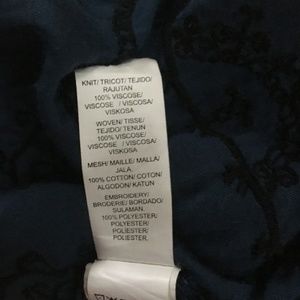 KNIT/ TRICOT/ TEJIDO/
RAJUTAN
100% VISCOSE/
VISCOSE / VISCOSA/
VISKOSA
WOVEN/ TISSE/
TEJIDO/ TENUN
100% VISCOSE/
VISCOSE / VISCOSA/
VISKOSA
MESH/ MAILLE/ MALLA/
JALA.
100% COTTON/ COTON/
ALGODON/ KATUN
EMBROIDERY/
BRODERIE/ BORDADO/
SULAMAN.
100% POLYESTER/
POLYESTER/
POLIESTER/
POLIESTER.